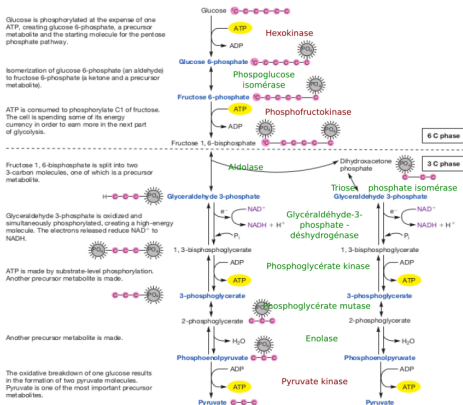 Glucose is phosphorylated at the expense of one
ATP, creating glucose 6-phosphate, a precursor
metabolite and the starting molecule for the pentose
phosphate pathway.
Glucose
ATP
Hexokinase
ADP
Glucose 6-phosphate
Isomerization of glucose 6-phosphate (an aldehyde)
to fructose 6-phosphate (a ketone and a precursor
metabolite).
Phospoglucose
isomérase
Fructose 6-phosphate
ATP is consumed to phosphorylate C1 of fructose.
The cell is spending some of its energy
currency in order to earn more in the next part
of glycolysis.
ATP
Phosphofructokinase
ADP
Fructose 1, 6-bisphosphate
6 C phase
Fructose 1, 6-bisphosphate is split into two
3-carbon molecules, one of which is a precursor
metabolite.
Aldolase
Dihydroxacetone
phosphate
3 C phase
Triose phosphate isomérase
Glyceraldehyde 3-phosphate
Glyceraldehyde 3-phosphate
Glyceraldehyde 3-phosphate is oxidized and
simultaneously phosphorylated, creating a high-energy
molecule. The electrons released reduce NAD+ to
NADH.
e− NAD+
NADH + H+
Pi
Glycéraldéhyde-3-
phosphate -
déshydrogénase
e− NAD+
NADH + H+
Pi
1, 3-bisphosphoglycerate
1, 3-bisphosphoglycerate
ATP is made by substrate-level phosphorylation.
Another precursor metabolite is made.
ADP
Phosphoglycérate kinase
ADP
ATP
ATP
3-phosphoglycerate
3-phosphoglycerate
Phosphoglycérate mutase
2-phosphoglycerate
2-phosphoglycerate
Another precursor metabolite is made.
H2O
Enolase
H2O
Phosphoenolpyruvate
Phosphoenolpyruvate
The oxidative breakdown of one glucose results
in the formation of two pyruvate molecules.
Pyruvate is one of the most important precursor
metabolites.
ADP
Pyruvate kinase
ADP
ATP
ATP
Pyruvate
Pyruvate